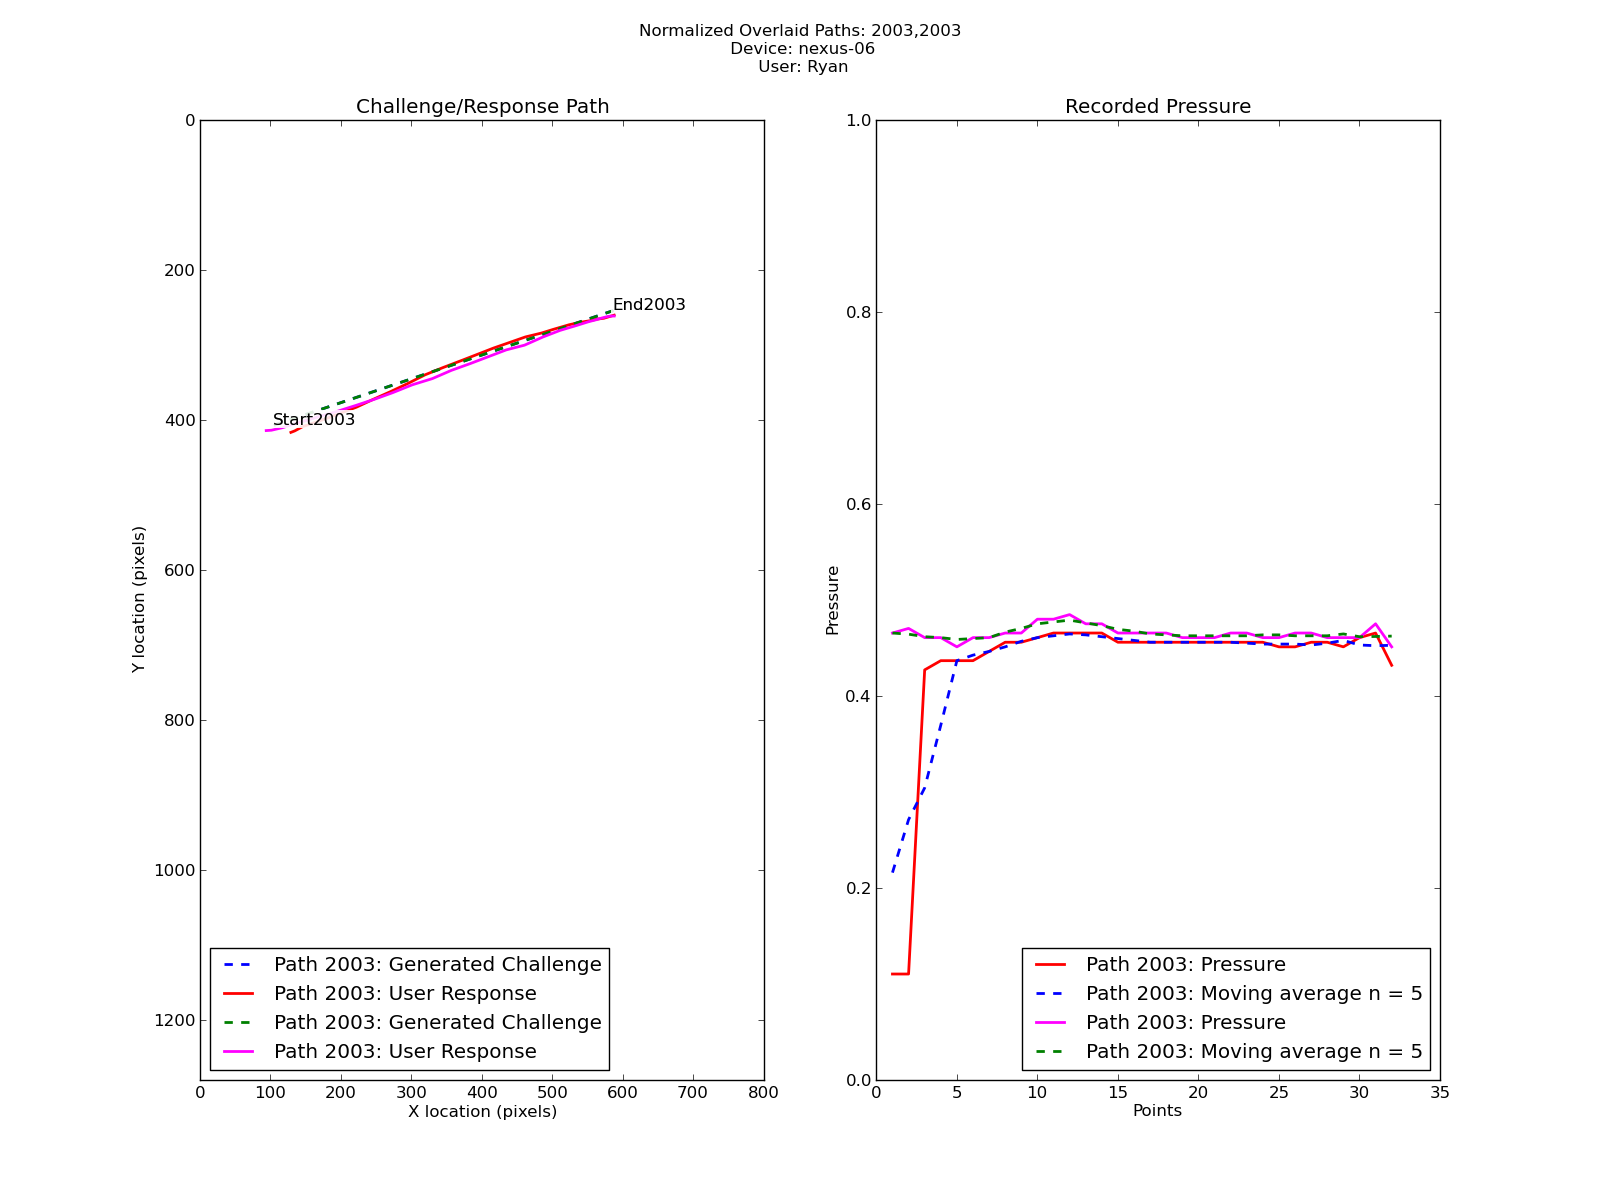 Normalized Overlaid Paths: 2003,2003
Device: nexus-06
User: Ryan
Challenge/Response Path
0
200
400
600
800
1000
1200
Y location (pixels)
End2003
Start2003
Path 2003: Generated Challenge
Path 2003: User Response
Path 2003: Generated Challenge
Path 2003: User Response
0 100 200 300 400 500 600 700 800
X location (pixels)
Recorded Pressure
1.0
0.8
0.6
0.4
0.2
0.0
Pressure
Path 2003: Pressure
Path 2003: Moving average n = 5
Path 2003: Pressure
Path 2003: Moving average n = 5
0 5 10 15 20 25 30 35
Points